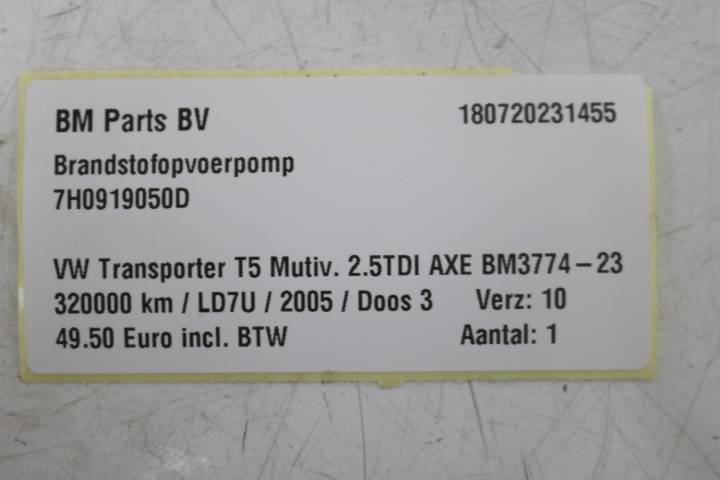 BM Parts BV 180720231455
Brandstofopvoerpomp
7H0919050D
VW Transporter T5 Mutiv. 2.5TDI AXE BM3774-23
320000 km / LD7U / 2005 / Doos 3 Verz: 10
49.50 Euro incl. BTW Aantal: 1